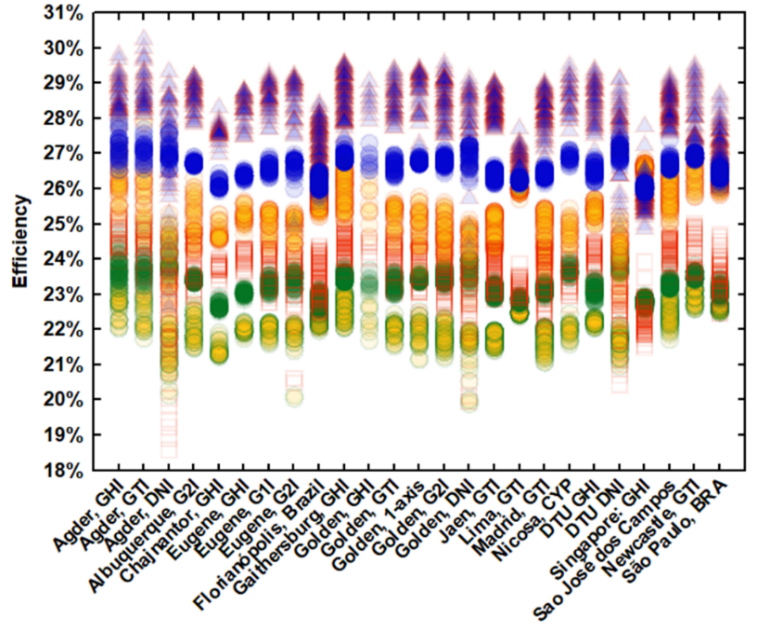 31%
30%
29%
28%
27%
26%
25%
24%
23%
22%
21%
20%
19%
18%
Efficiency
Agder, GHI
Agder, GTI
Agder, DNI
Albuquerque, G2I
Chajnantor, GHI
Eugene, GHI
Eugene, G1I
Eugene, G2I
Florianópolis, Brazil
Gaithersburg, GHI
Golden, GHI
Golden, GTI
Golden, 1-axis
Golden, G2I
Golden, DNI
Jaen, GTI
Lima, GTI
Madrid, GTI
Nicosa, CYP
DTU GHI
DTU DNI
Singapore: GHI
Sao José dos Campos
Newcastle, GTI
São Paulo, BRA